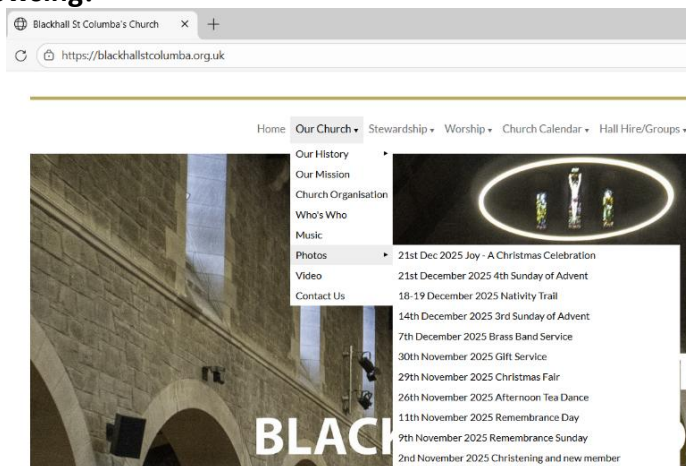 Blackhall St Columba's Church
https://blackhallstcolumba.org.uk
Home Our Church Stewardship Worship Church Calendar Hall Hire/Groups
Our History
Our Mission
Church Organisation
Who's Who
Music
Photos
Video
Contact Us
21st Dec 2025 Joy - A Christmas Celebration
21st December 2025 4th Sunday of Advent
18-19 December 2025 Nativity Trail
14th December 2025 3rd Sunday of Advent
7th December 2025 Brass Band Service
30th November 2025 Gift Service
29th November 2025 Christmas Fair
26th November 2025 Afternoon Tea Dance
11th November 2025 Remembrance Day
9th November 2025 Remembrance Sunday
2nd November 2025 Christening and new member
BLAC